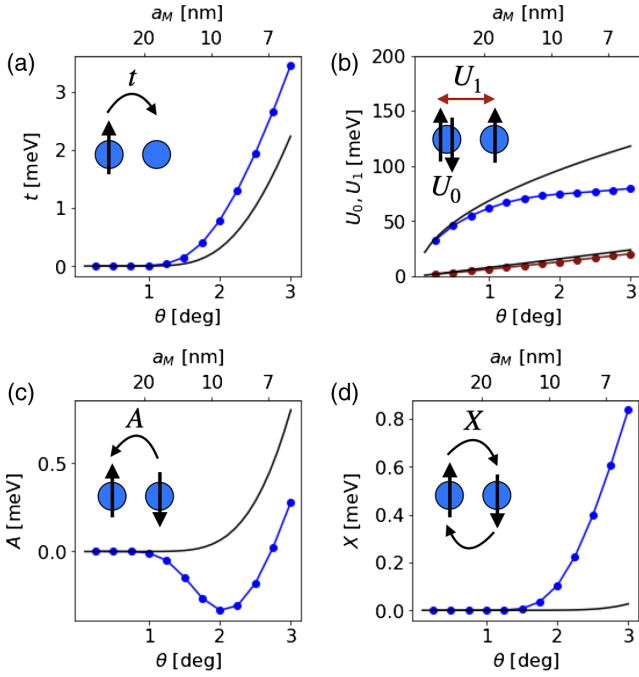 a_M [nm]
20 10 7
(a)
t
3
2
1
0
t [meV]
1 2 3
θ [deg]
a_M [nm]
20 10 7
(b)
U_1
U_0
200
150
100
50
0
U_0, U_1 [meV]
1 2 3
θ [deg]
a_M [nm]
20 10 7
(c)
A
0.5
0.0
A [meV]
1 2 3
θ [deg]
a_M [nm]
20 10 7
(d)
X
0.8
0.6
0.4
0.2
0.0
X [meV]
1 2 3
θ [deg]